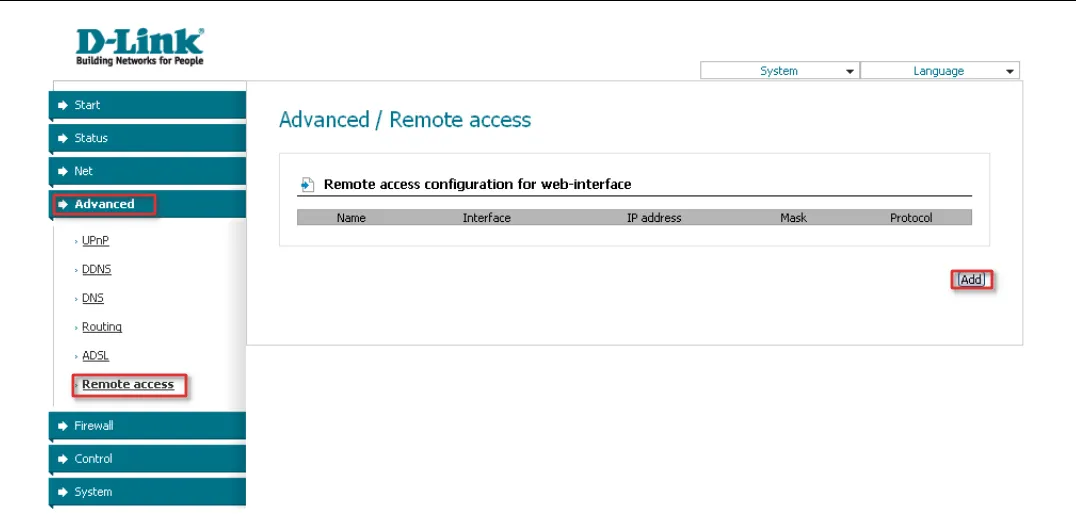 D-Link
Building Networks for People
System
Language
Start
Status
Net
Advanced
UPnP
DDNS
DNS
Routing
ADSL
Remote access
Firewall
Control
System
Advanced / Remote access
Remote access configuration for web-interface
Name Interface IP address Mask Protocol
Add